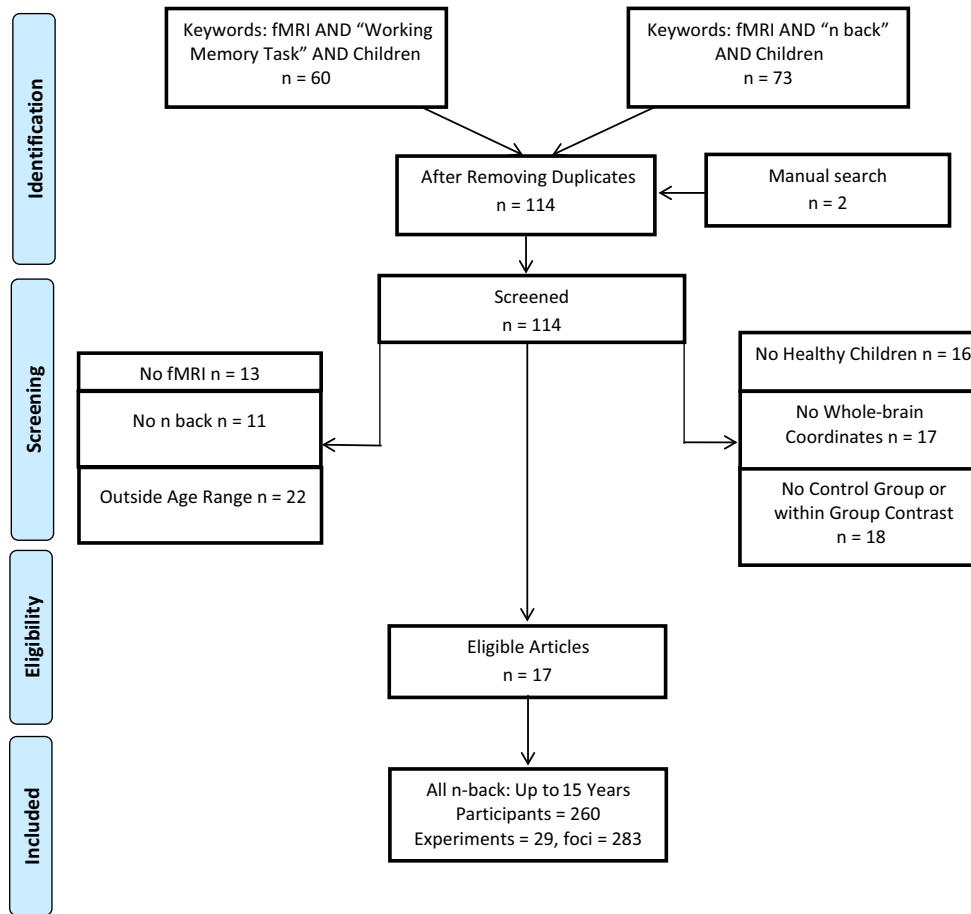 Identification
Keywords: fMRI AND “Working
Memory Task” AND Children
n = 60
Keywords: fMRI AND “n back”
AND Children
n = 73
After Removing Duplicates
n = 114
Manual search
n = 2
Screening
Screened
n = 114
No fMRI n = 13
No n back n = 11
Outside Age Range n = 22
No Healthy Children n = 16
No Whole-brain
Coordinates n = 17
No Control Group or
within Group Contrast
n = 18
Eligibility
Eligible Articles
n = 17
Included
All n-back: Up to 15 Years
Participants = 260
Experiments = 29, foci = 283